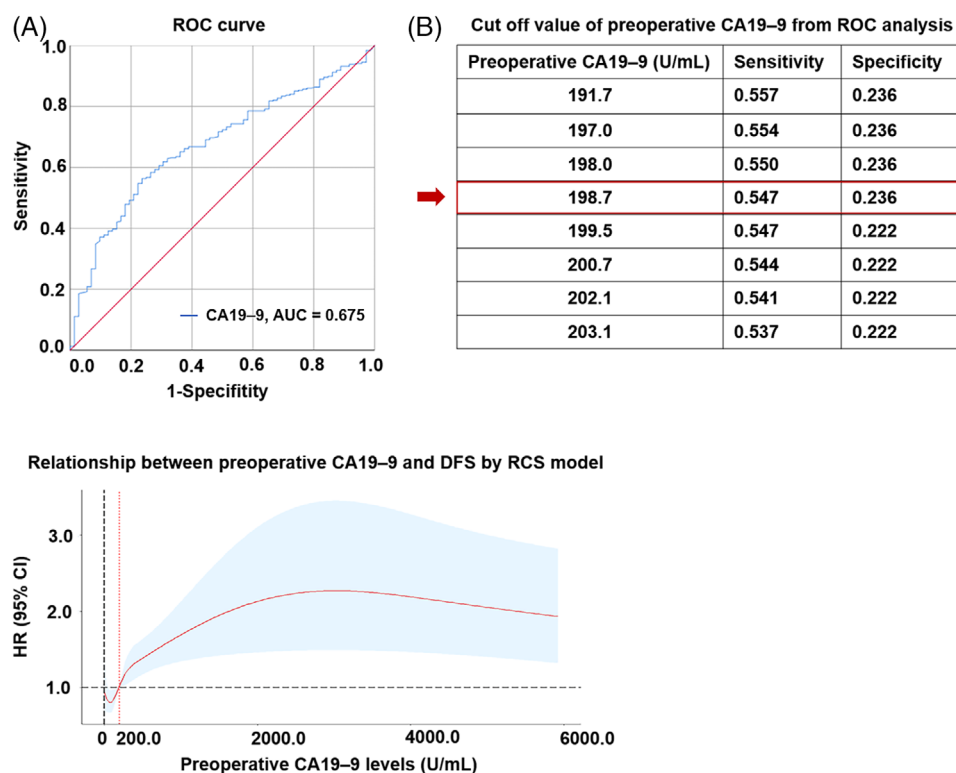 (A)
ROC curve
1.0
0.8
0.6
0.4
0.2
0.0
Sensitivity
CA19–9, AUC = 0.675
0.0 0.2 0.4 0.6 0.8 1.0
1-Specifitity
(B)
Cut off value of preoperative CA19–9 from ROC analysis
Preoperative CA19–9 (U/mL) Sensitivity Specificity
191.7 0.557 0.236
197.0 0.554 0.236
198.0 0.550 0.236
198.7 0.547 0.236
199.5 0.547 0.222
200.7 0.544 0.222
202.1 0.541 0.222
203.1 0.537 0.222
Relationship between preoperative CA19–9 and DFS by RCS model
3.0
2.0
1.0
HR (95% CI)
0 200.0 2000.0 4000.0 6000.0
Preoperative CA19–9 levels (U/mL)